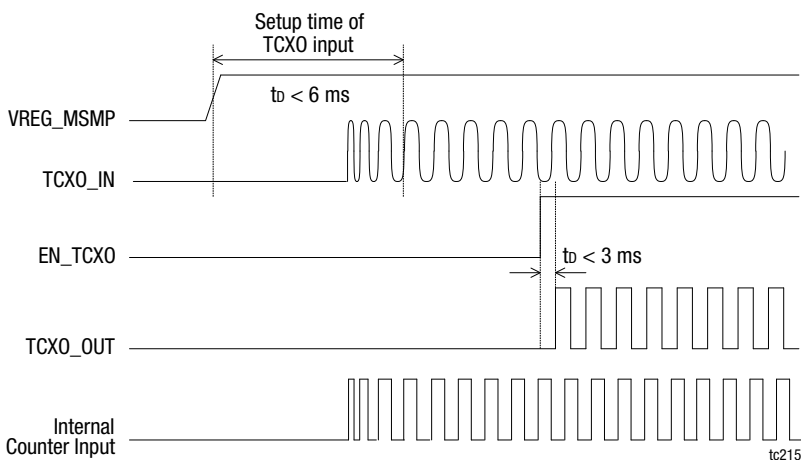 Setup time of
TCXO input
tD < 6 ms
VREG_MSMP
TCXO_IN
EN_TCXO
tD < 3 ms
TCXO_OUT
Internal
Counter Input
tc215